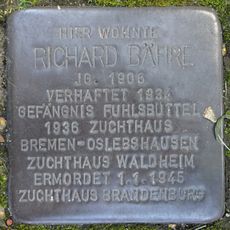 HIER WOHNTE
RICHARD BÄHRE
JG. 1906
VERHAFTET 1934
GEFÄNGNIS FUHLSBÜTTEL
1936 ZUCHTHAUS
BREMEN-OSLEBSHAUSEN
ZUCHTHAUS WALDHEIM
ERMORDET 1.1.1945
ZUCHTHAUS BRANDENBURG